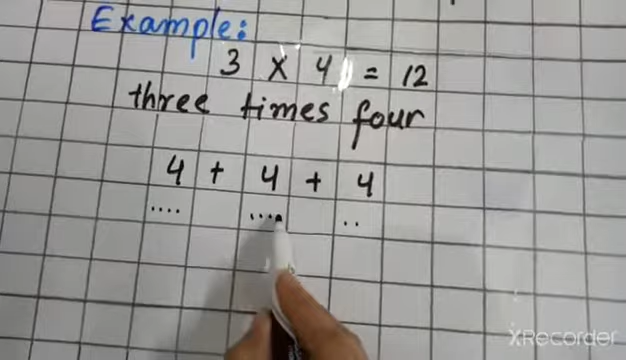 Example:
3 × 4 = 12
three times four
4 + 4 + 4
.... .... ..
XRecorder